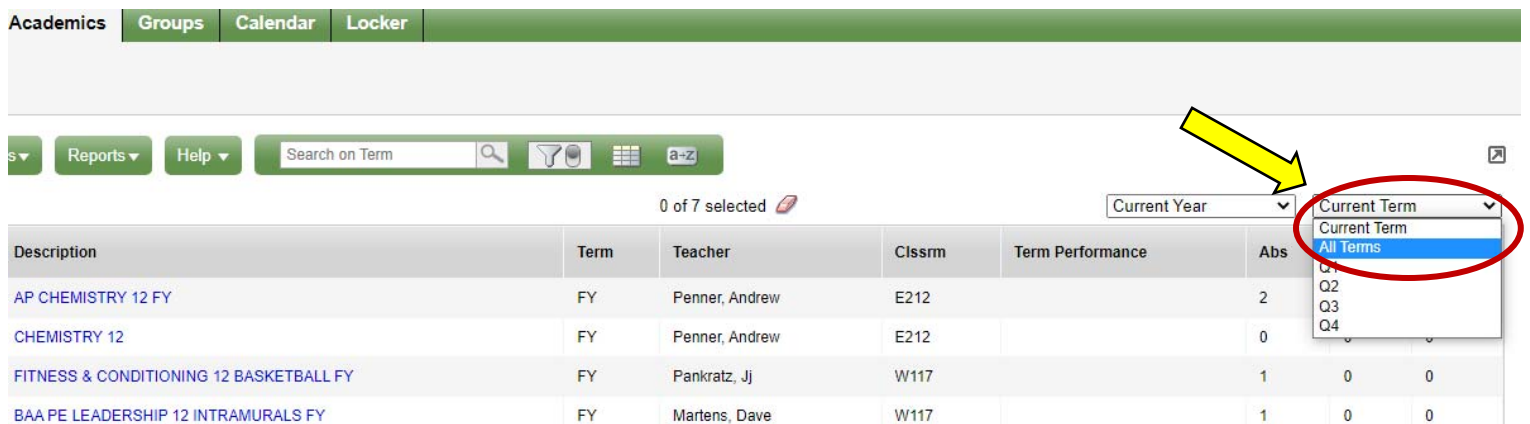 Academics Groups Calendar Locker
s Reports Help Search on Term a-z
0 of 7 selected Current Year Current Term
Current Term
All Terms
Q1
Q2
Q3
Q4
Description Term Teacher Clssrm Term Performance Abs
AP CHEMISTRY 12 FY FY Penner, Andrew E212 2
CHEMISTRY 12 FY Penner, Andrew E212 0
FITNESS & CONDITIONING 12 BASKETBALL FY FY Pankratz, Jj W117 1 0 0
BAA PE LEADERSHIP 12 INTRAMURALS FY FY Martens, Dave W117 1 0 0